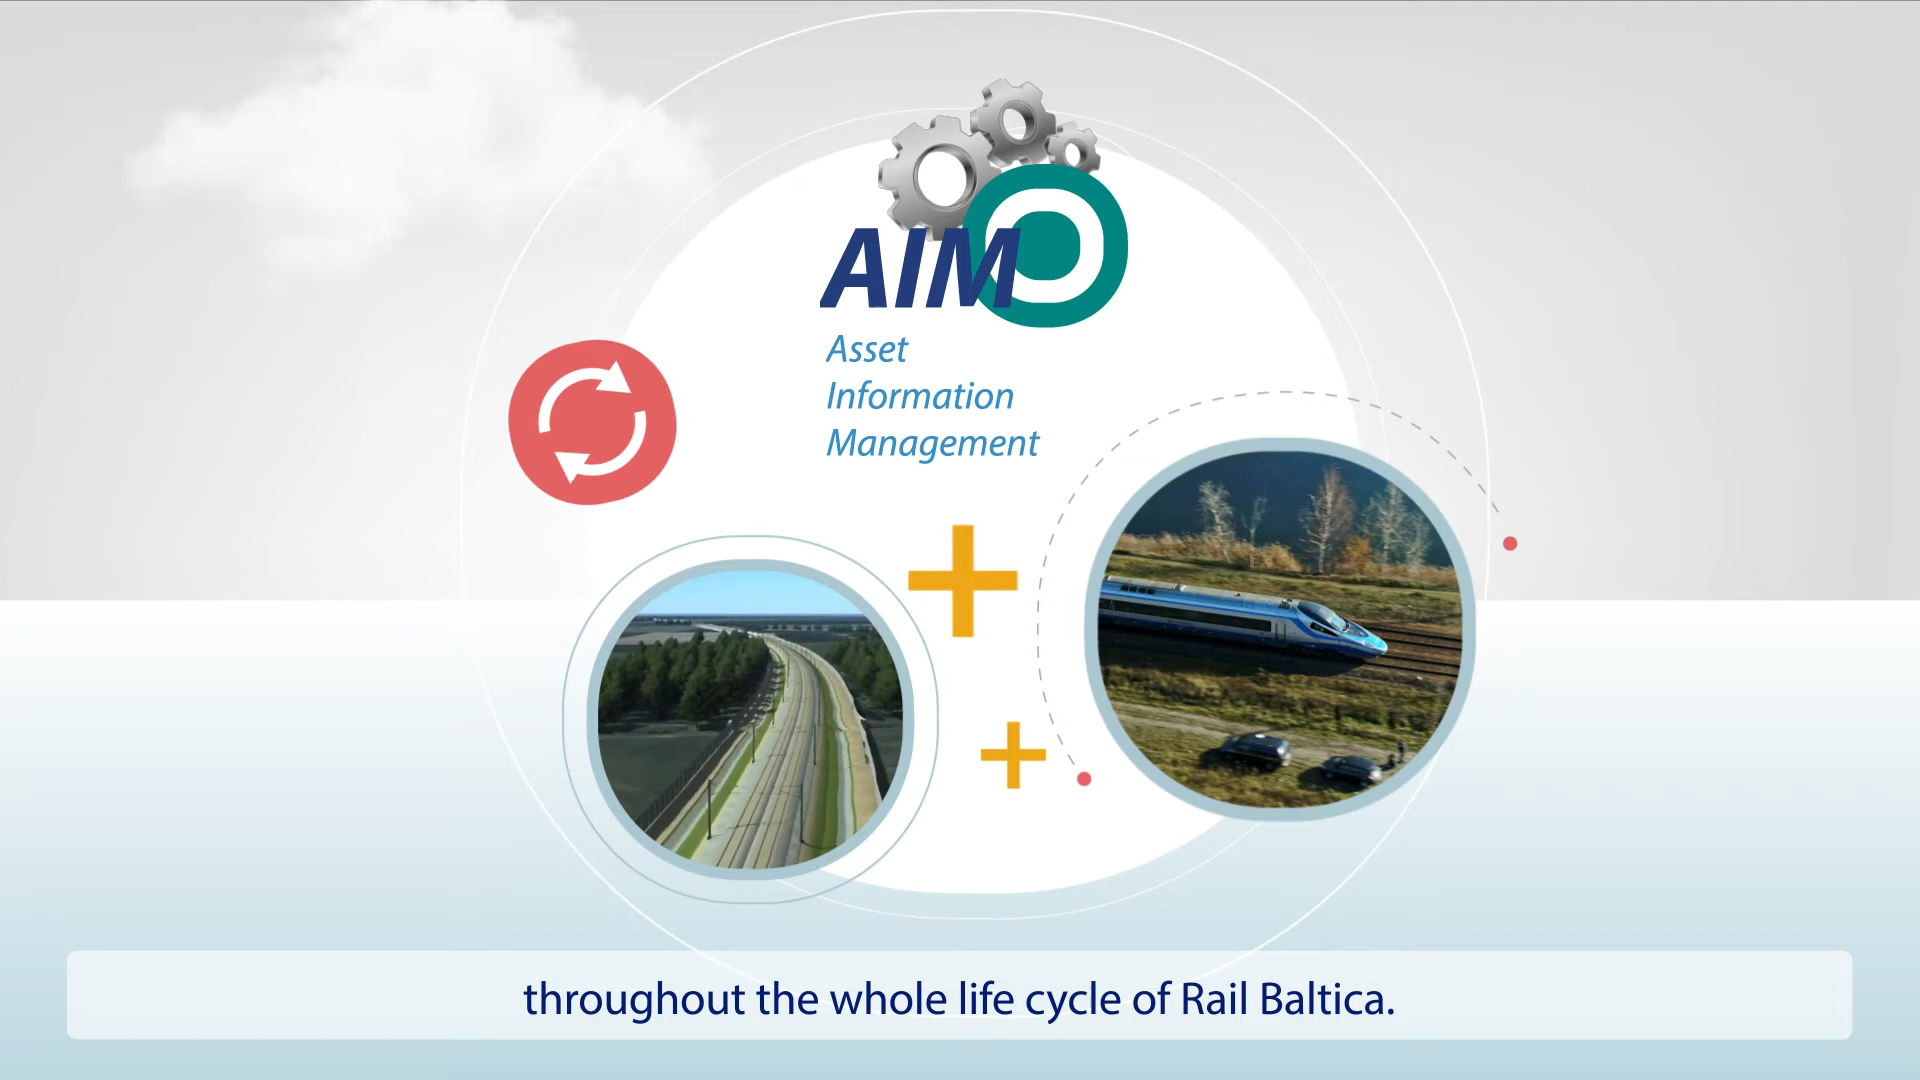 AIM
Asset
Information
Management
throughout the whole life cycle of Rail Baltica.